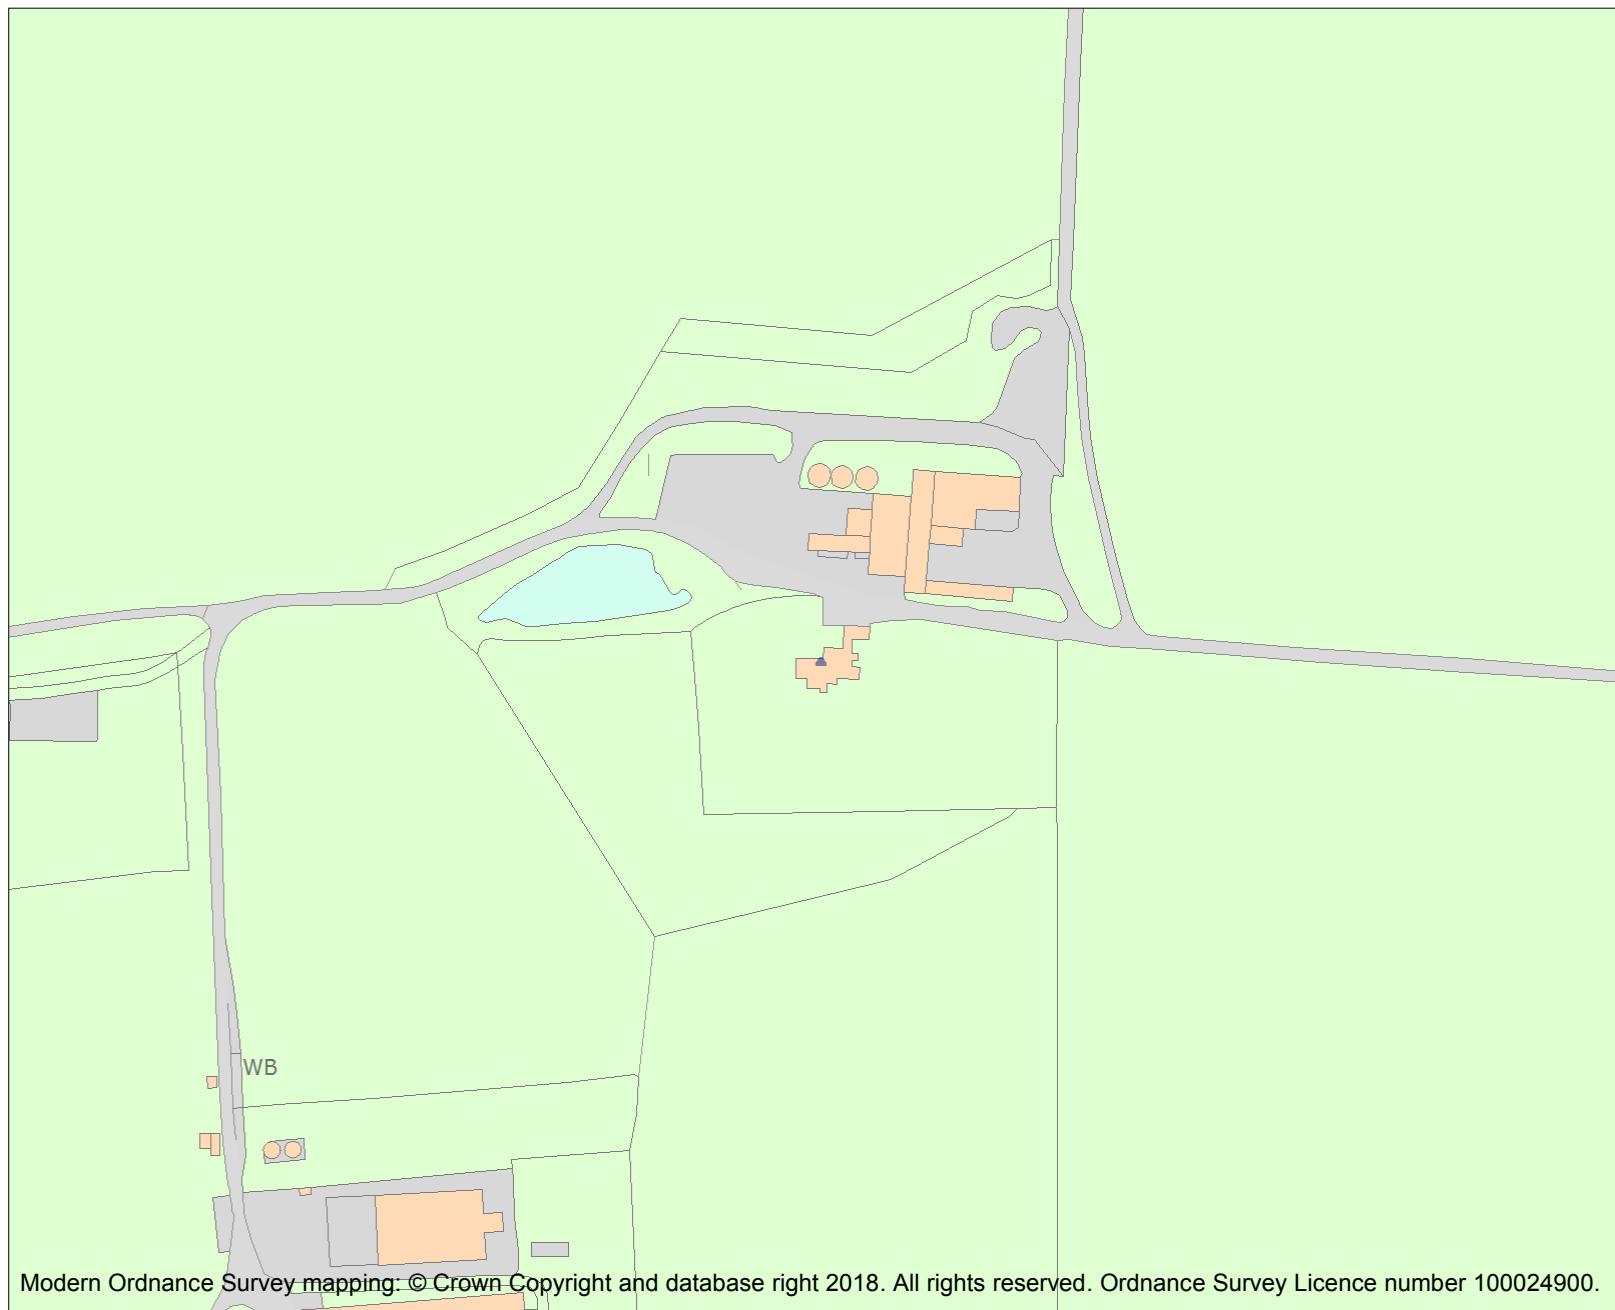 WB
Modern Ordnance Survey mapping: © Crown Copyright and database right 2018. All rights reserved. Ordnance Survey Licence number 100024900.